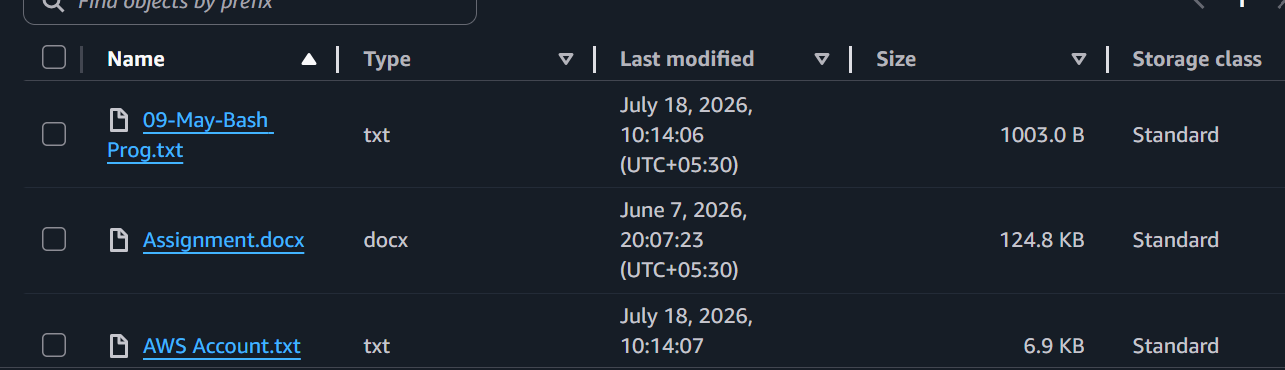 Find objects by prefix
Name Type Last modified Size Storage class
09-May-Bash
Prog.txt
txt
July 18, 2026,
10:14:06
(UTC+05:30)
1003.0 B
Standard
Assignment.docx
docx
June 7, 2026,
20:07:23
(UTC+05:30)
124.8 KB
Standard
AWS Account.txt
txt
July 18, 2026,
10:14:07
6.9 KB
Standard